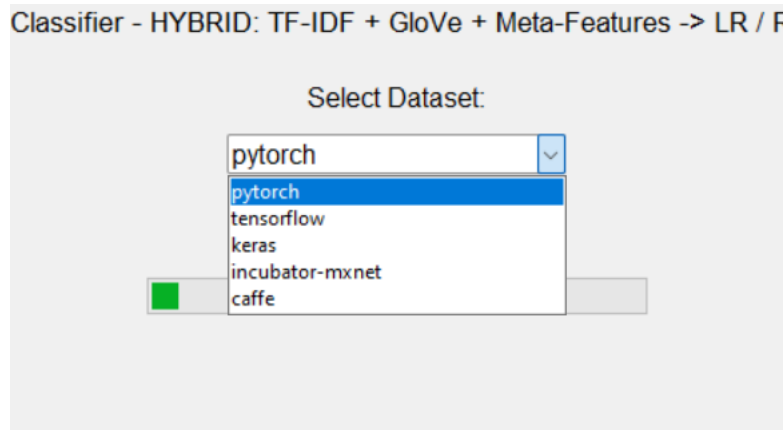 Classifier - HYBRID: TF-IDF + GloVe + Meta-Features -> LR /
Select Dataset:
pytorch
pytorch
tensorflow
keras
incubator-mxnet
caffe